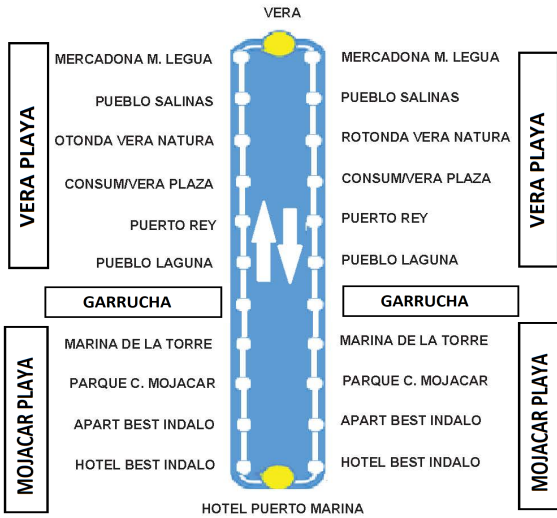 VERA
MERCADONA M. LEGUA
MERCADONA M. LEGUA
PUEBLO SALINAS
PUEBLO SALINAS
OTONDA VERA NATURA
ROTONDA VERA NATURA
VERA PLAYA
VERA PLAYA
CONSUM/VERA PLAZA
CONSUM/VERA PLAZA
PUERTO REY
PUERTO REY
PUEBLO LAGUNA
PUEBLO LAGUNA
GARRUCHA
GARRUCHA
MARINA DE LA TORRE
MARINA DE LA TORRE
PARQUE C. MOJACAR
PARQUE C. MOJACAR
MOJACAR PLAYA
MOJACAR PLAYA
APART BEST INDALO
APART BEST INDALO
HOTEL BEST INDALO
HOTEL BEST INDALO
HOTEL PUERTO MARINA